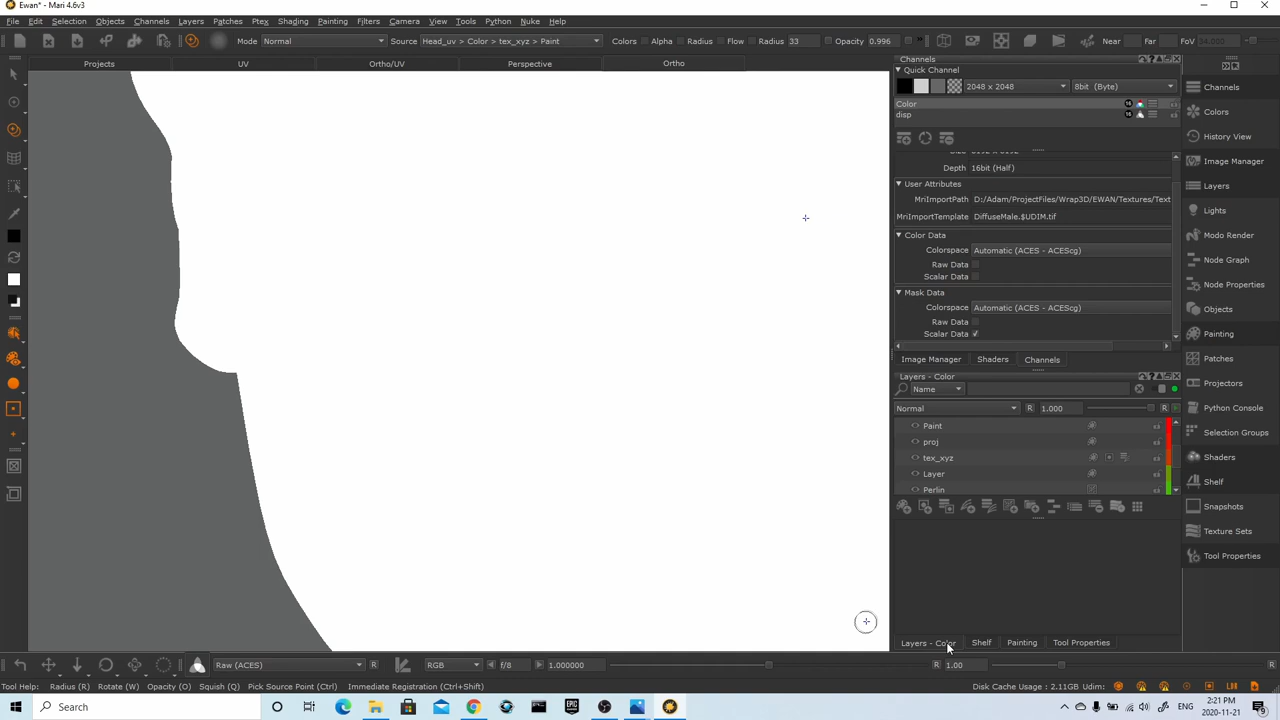 Ewan* - Mari 4.6v3
File Edit Selection Objects Channels Layers Patches Ptex Shading Painting Filters Camera View Tools Python Nuke Help
Mode Normal Source Head_uv > Color > tex_xyz > Paint Colors Alpha Radius Flow Radius 33 Opacity 0.996 Near Far FoV 34.000
Projects UV Ortho/UV Perspective Ortho
Channels
Quick Channel
2048 x 2048 8bit (Byte)
Color
disp
Size 8192 x 8192
Depth 16bit (Half)
User Attributes
MriImportPath D:/Adam/ProjectFiles/Wrap3D/EWAN/Textures/Text
MriImportTemplate DiffuseMale.$UDIM.tif
Color Data
Colorspace Automatic (ACES - ACEScg)
Raw Data
Scalar Data
Mask Data
Colorspace Automatic (ACES - ACEScg)
Raw Data
Scalar Data
Image Manager Shaders Channels
Layers - Color
Name
Normal R 1.000 R
Paint
proj
tex_xyz
Layer
Perlin
Layers - Color Shelf Painting Tool Properties
Channels
Colors
History View
Image Manager
Layers
Lights
Modo Render
Node Graph
Node Properties
Objects
Painting
Patches
Projectors
Python Console
Selection Groups
Shaders
Shelf
Snapshots
Texture Sets
Tool Properties
Raw (ACES) R RGB f/8 1.000000 R 1.00 R
Tool Help: Radius (R) Rotate (W) Opacity (O) Squish (Q) Pick Source Point (Ctrl) Immediate Registration (Ctrl+Shift) Disk Cache Usage : 2.11GB Udim:
Search
2:21 PM
2020-11-21